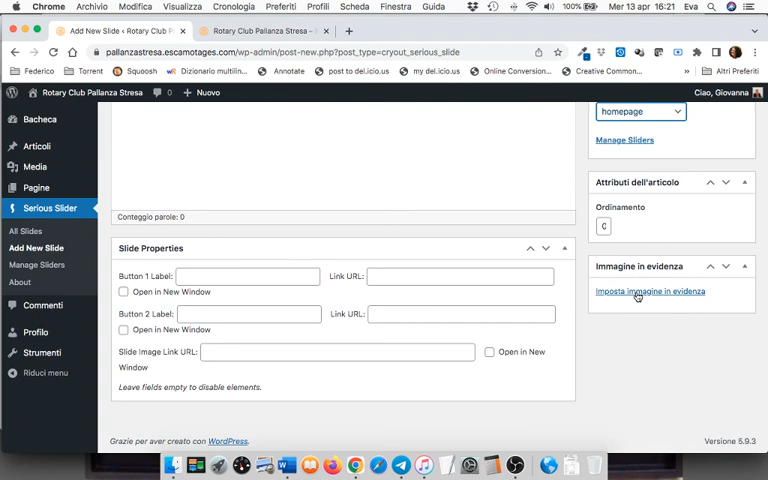 Chrome Archivio Modifica Visualizza Cronologia Preferiti Profili Scheda Finestra Guida 100% Mer 13 apr 16:21 Eva
Add New Slide ‹ Rotary Club P Rotary Club Pallanza Stresa –
pallanzastresa.escamotages.com/wp-admin/post-new.php?post_type=cryout_serious_slide
Federico Torrent Squoosh Dizionario multilin... Annotate post to del.icio.us my del.icio.us Online Conversion... Creative Common... » Altri Preferiti
Rotary Club Pallanza Stresa 0 + Nuovo Ciao, Giovanna
Bacheca
Articoli
Media
Pagine
Serious Slider
All Slides
Add New Slide
Manage Sliders
About
Commenti
Profilo
Strumenti
Riduci menu
Conteggio parole: 0
Slide Properties
Button 1 Label: Link URL:
Open in New Window
Button 2 Label: Link URL:
Open in New Window
Slide Image Link URL: Open in New
Window
Leave fields empty to disable elements.
homepage
Manage Sliders
Attributi dell'articolo
Ordinamento
Immagine in evidenza
Imposta immagine in evidenza
Grazie per aver creato con WordPress. Versione 5.9.3